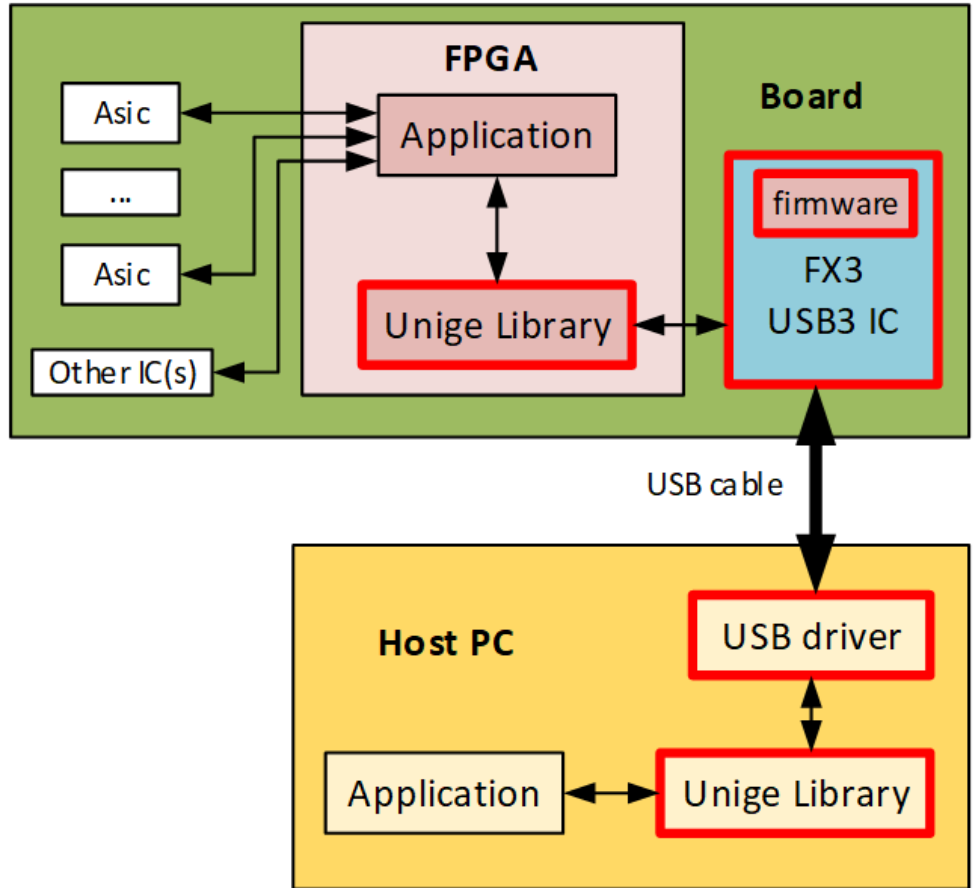 FPGA
Board
Asic
Application
...
firmware
Asic
FX3
USB3 IC
Unige Library
Other IC(s)
USB cable
USB driver
Host PC
Application
Unige Library